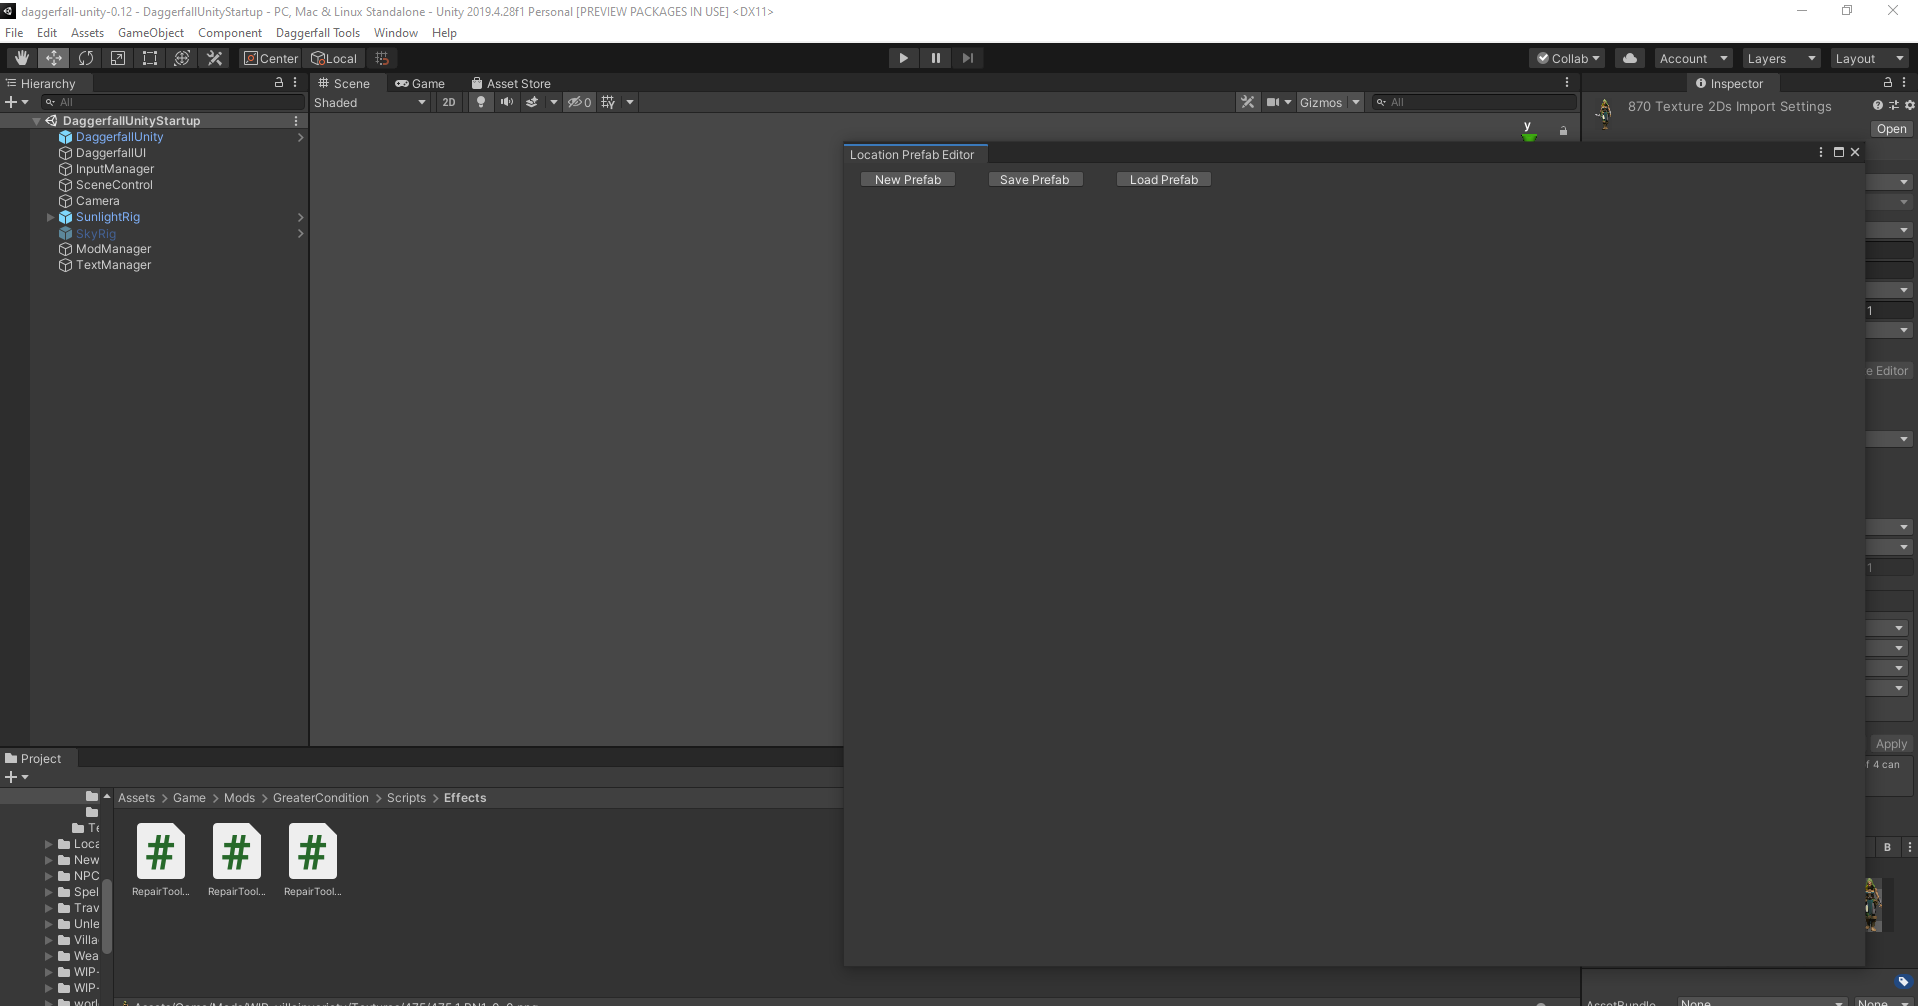 daggerfall-unity-0.12 - DaggerfallUnityStartup - PC, Mac & Linux Standalone - Unity 2019.4.28f1 Personal [PREVIEW PACKAGES IN USE] <DX11>
File Edit Assets GameObject Component Daggerfall Tools Window Help
Center Local Collab Account Layers Layout
Hierarchy
All
DaggerfallUnityStartup
DaggerfallUnity
DaggerfallUI
InputManager
SceneControl
Camera
SunlightRig
SkyRig
ModManager
TextManager
Scene Game Asset Store
Shaded 2D 0 Gizmos All
y
Location Prefab Editor
New Prefab Save Prefab Load Prefab
Inspector
870 Texture 2Ds Import Settings
Open
1
e Editor
1
Apply
f 4 can
B
Project
Te
Loca
New
NPC
Spel
Trav
Unle
Villa
Wea
WIP-
WIP-
worl
Assets > Game > Mods > GreaterCondition > Scripts > Effects
RepairTool... RepairTool... RepairTool...
AssetBundle None None